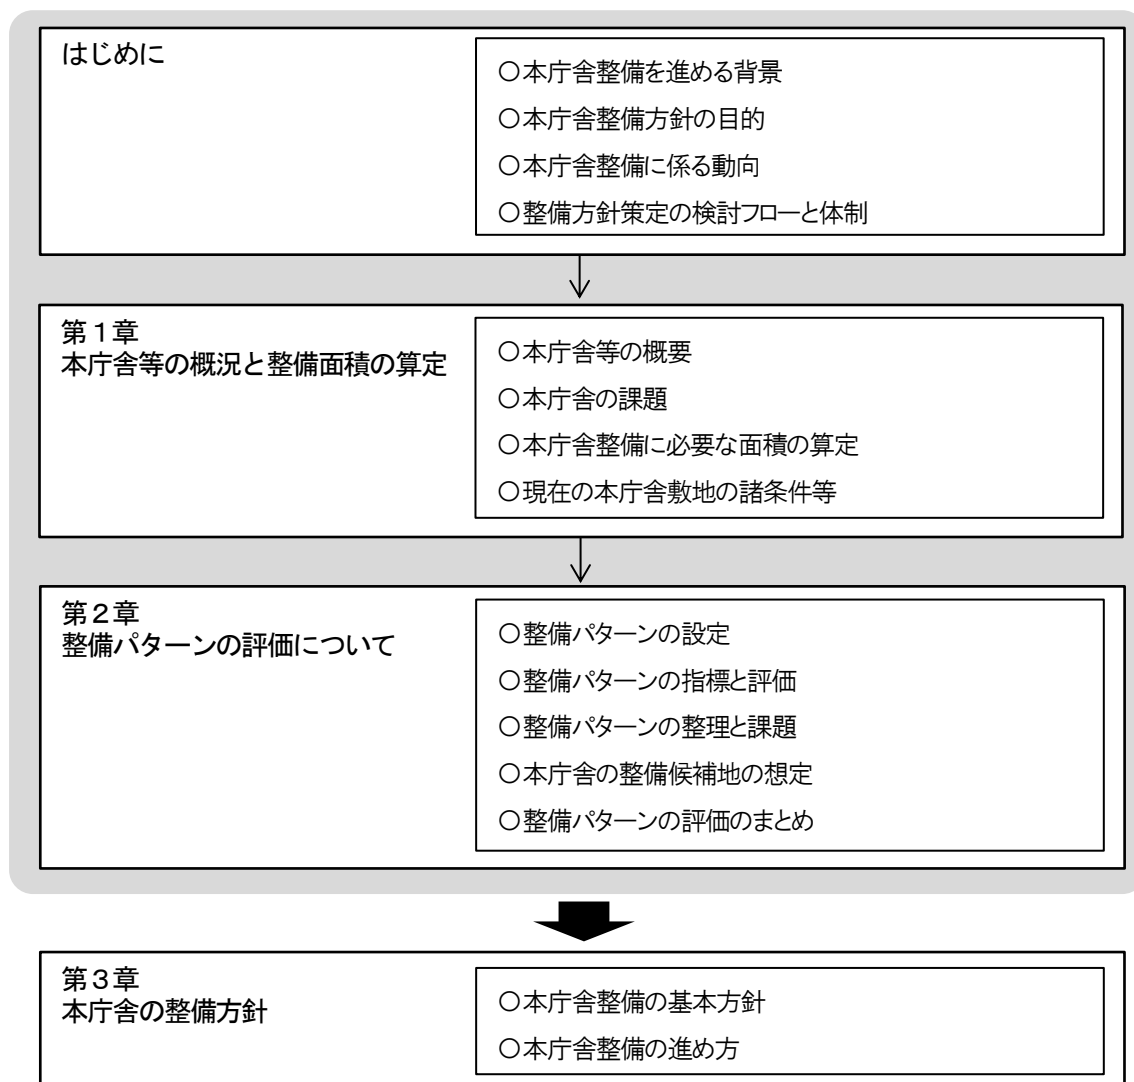 はじめに
○本庁舎整備を進める背景
○本庁舎整備方針の目的
○本庁舎整備に係る動向
○整備方針策定の検討フローと体制
第1章
本庁舎等の概況と整備面積の算定
○本庁舎等の概要
○本庁舎の課題
○本庁舎整備に必要な面積の算定
○現在の本庁舎敷地の諸条件等
第2章
整備パターンの評価について
○整備パターンの設定
○整備パターンの指標と評価
○整備パターンの整理と課題
○本庁舎の整備候補地の想定
○整備パターンの評価のまとめ
第3章
本庁舎の整備方針
○本庁舎整備の基本方針
○本庁舎整備の進め方